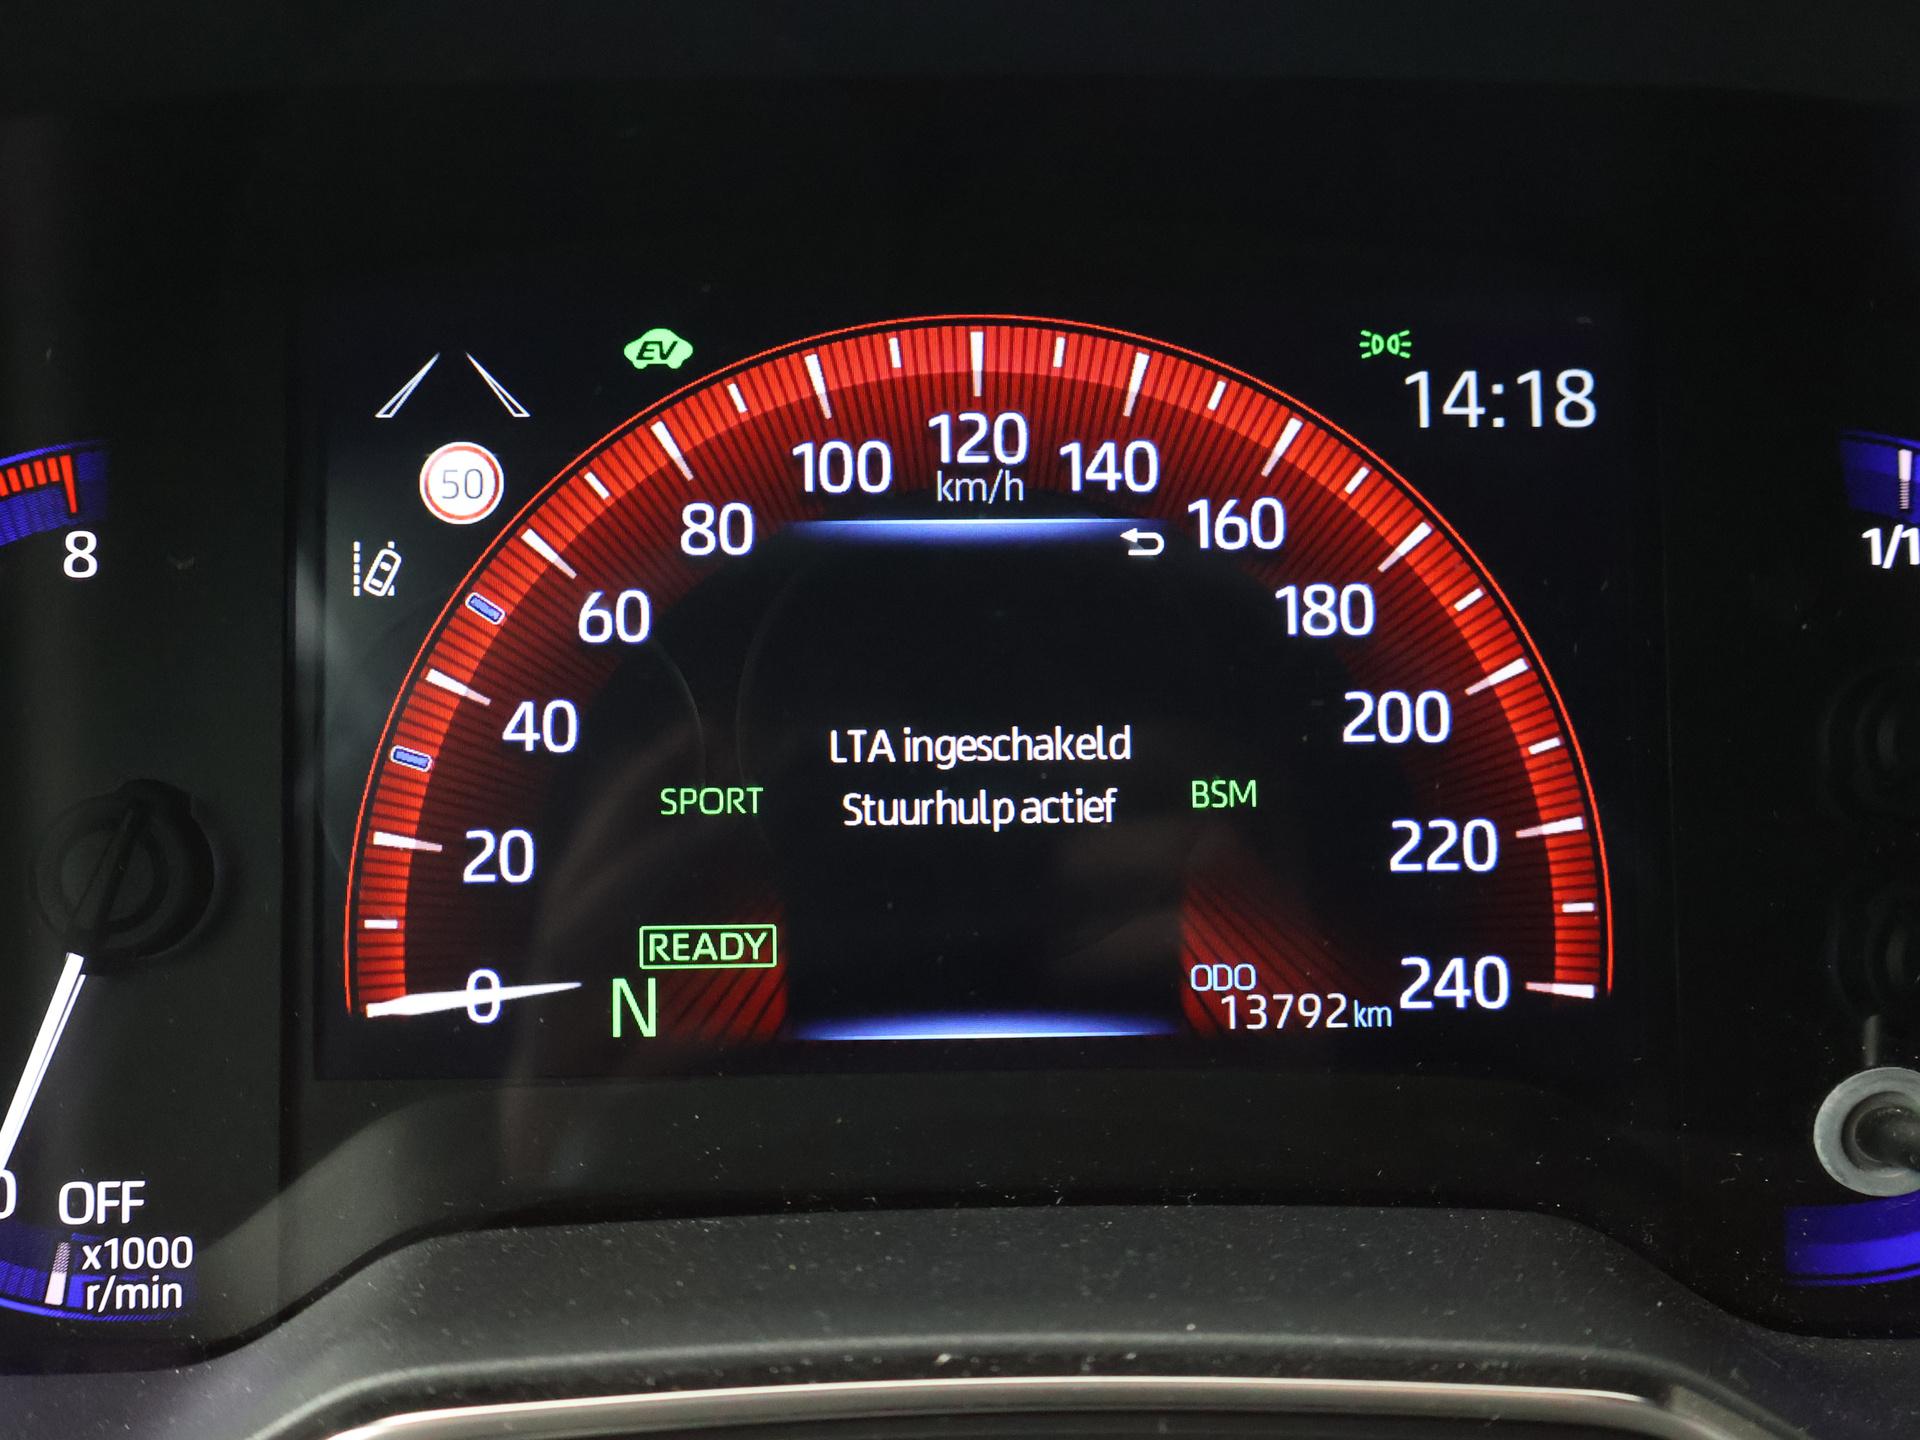 EV
14:18
50
120
km/h
100
140
80
160
60
180
40
200
20
220
0
240
LTA ingeschakeld
Stuurhulp actief
SPORT
BSM
READY
N
ODO
13792 km
8
OFF
x1000
r/min
0
1/1